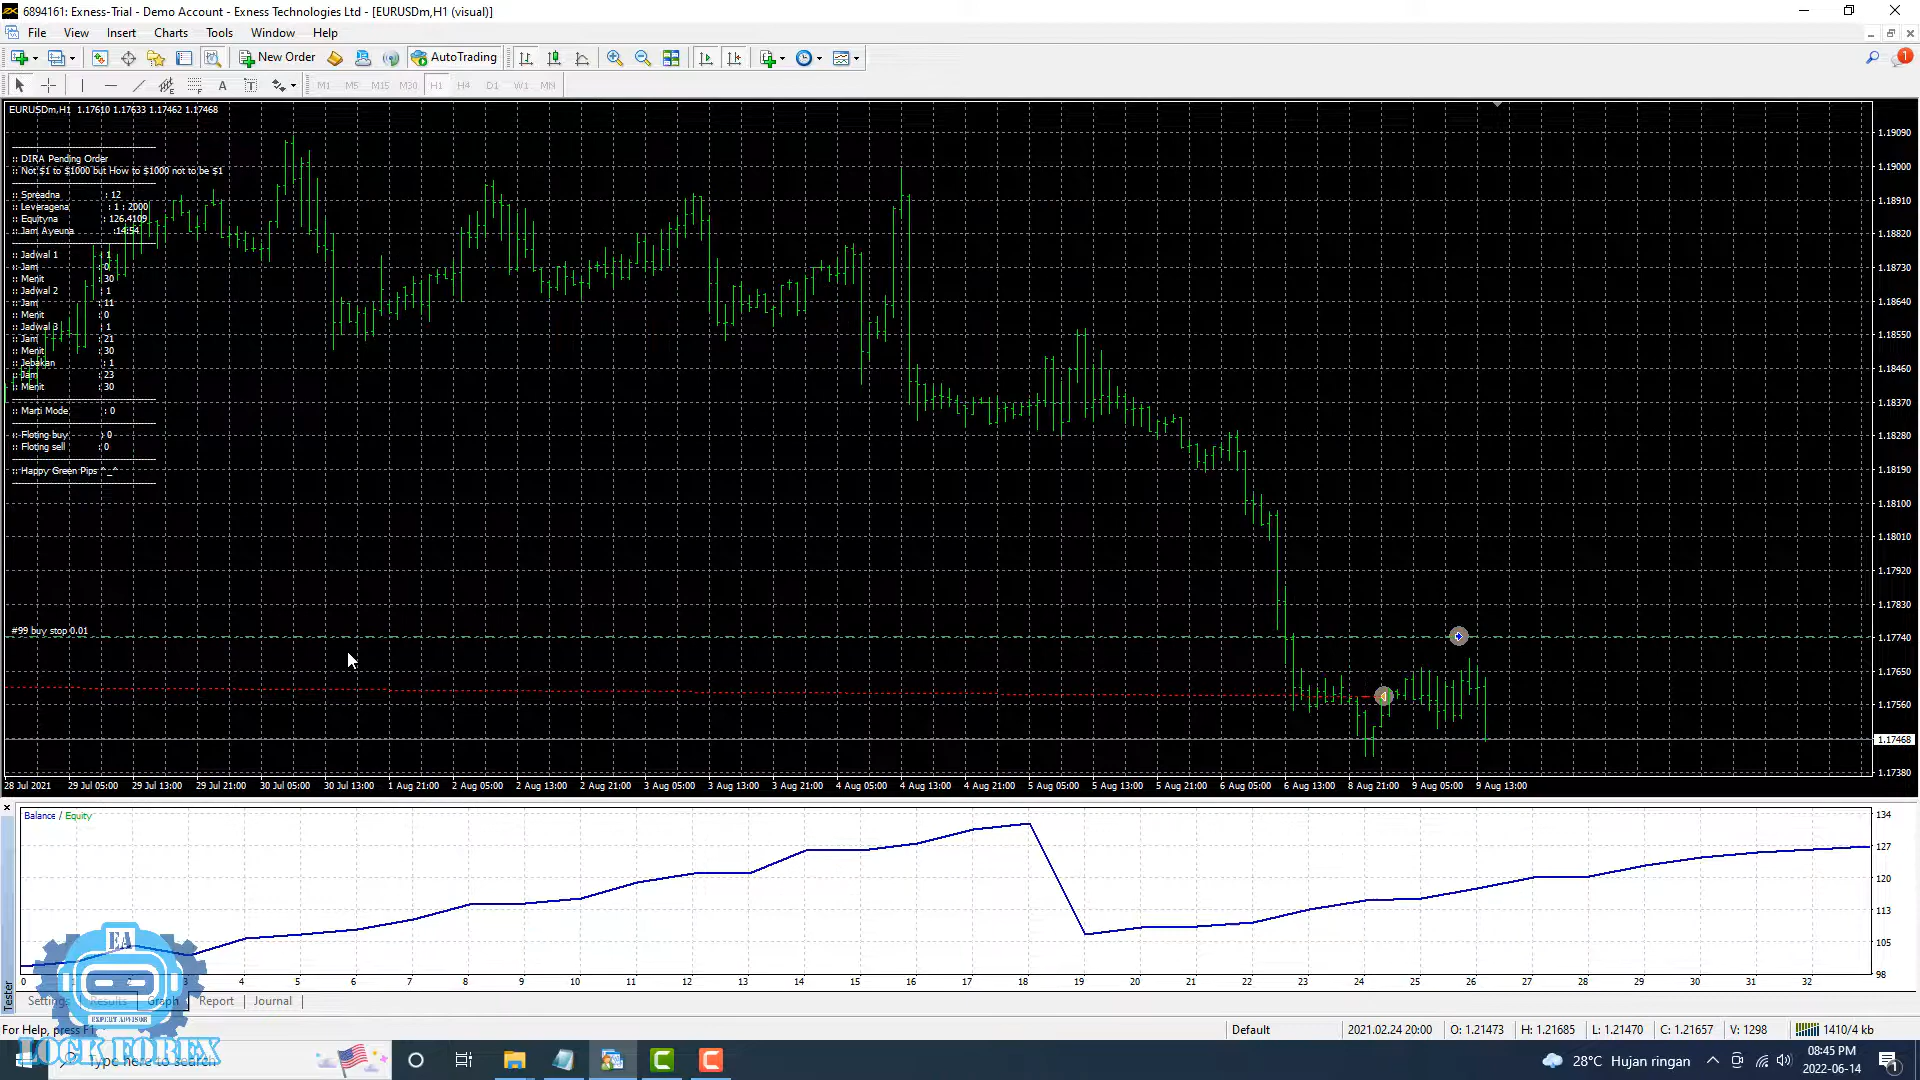 6894161: Exness-Trial - Demo Account - Exness Technologies Ltd - [EURUSDm,H1 (visual)]
File View Insert Charts Tools Window Help
New Order AutoTrading
1
A T M1 M5 M15 M30 H1 H4 D1 W1 MN
EURUSDm,H1 1.17610 1.17633 1.17462 1.17468
:: DIRA Pending Order
:: Not $1 to $1000 but How to $1000 not to be $1
:: Spreadna : 12
:: Leveragena : 1 : 2000
:: Equityna : 126.4109
:: Jam Ayeuna :14:54
:: Jadwal 1 : 1
:: Jam : 0
:: Menit : 30
:: Jadwal 2 : 1
:: Jam : 11
:: Menit : 0
:: Jadwal 3 : 1
:: Jam : 21
:: Menit : 30
:: Jebakan : 1
:: Jam : 23
:: Menit : 30
:: Marti Mode : 0
:: Floting buy : 0
:: Floting sell : 0
:: Happy Green Pips ^_^
#99 buy stop 0.01
1.19090
1.19000
1.18910
1.18820
1.18730
1.18640
1.18550
1.18460
1.18370
1.18280
1.18190
1.18100
1.18010
1.17920
1.17830
1.17740
1.17650
1.17560
1.17468
1.17380
28 Jul 2021 29 Jul 05:00 29 Jul 13:00 29 Jul 21:00 30 Jul 05:00 30 Jul 13:00 1 Aug 21:00 2 Aug 05:00 2 Aug 13:00 2 Aug 21:00 3 Aug 05:00 3 Aug 13:00 3 Aug 21:00 4 Aug 05:00 4 Aug 13:00 4 Aug 21:00 5 Aug 05:00 5 Aug 13:00 5 Aug 21:00 6 Aug 05:00 6 Aug 13:00 8 Aug 21:00 9 Aug 05:00 9 Aug 13:00
Balance / Equity
134
127
120
113
105
98
0 1 2 3 4 5 6 7 8 9 10 11 12 13 14 15 16 17 18 19 20 21 22 23 24 25 26 27 28 29 30 31 32
Tester
Settings Results Graph Report Journal
EA
EXPERT ADVISOR
LOCK FOREX
For Help, press F1
Default 2021.02.24 20:00 O: 1.21473 H: 1.21685 L: 1.21470 C: 1.21657 V: 1298 1410/4 kb
Type here to search
28°C Hujan ringan
08:45 PM
2022-06-14
1